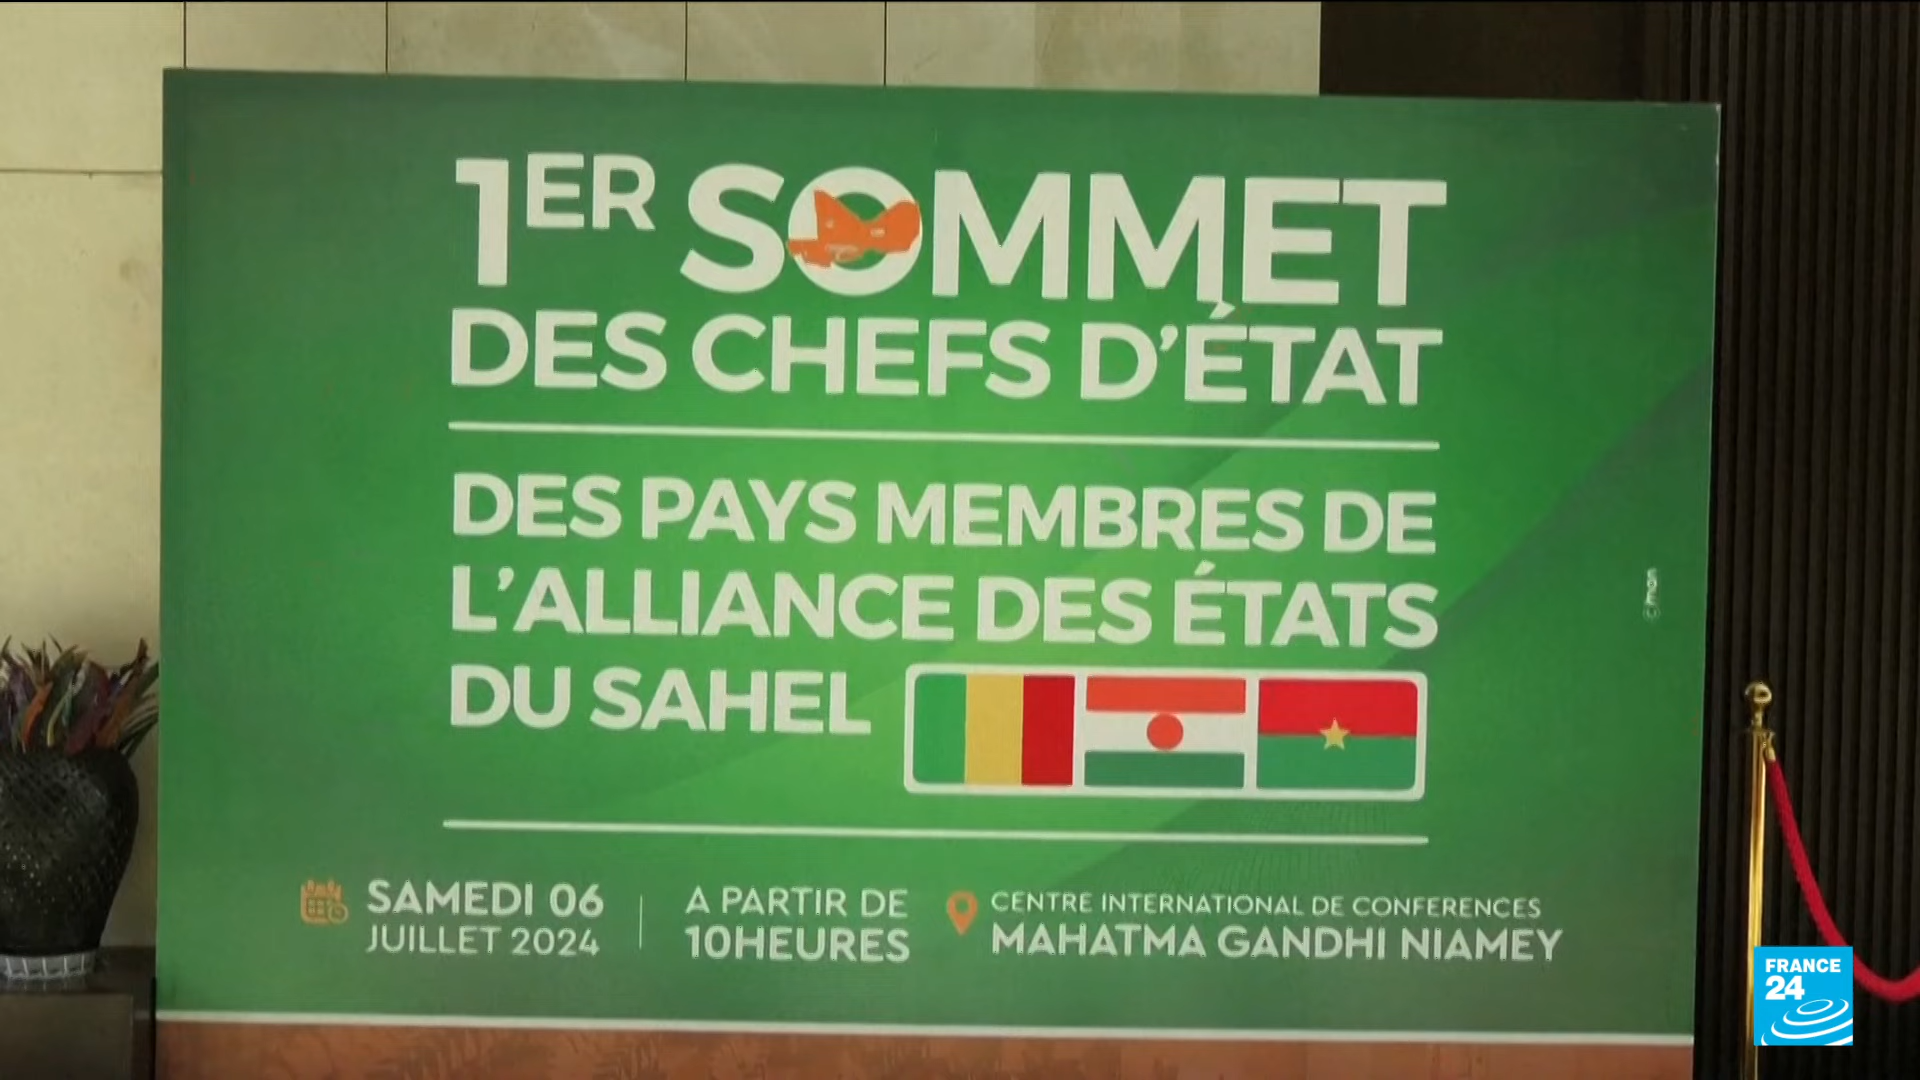 1ER SOMMET
DES CHEFS D'ÉTAT
DES PAYS MEMBRES DE
L'ALLIANCE DES ÉTATS
DU SAHEL
SAMEDI 06
JUILLET 2024
A PARTIR DE
10HEURES
CENTRE INTERNATIONAL DE CONFERENCES
MAHATMA GANDHI NIAMEY
FRANCE
24